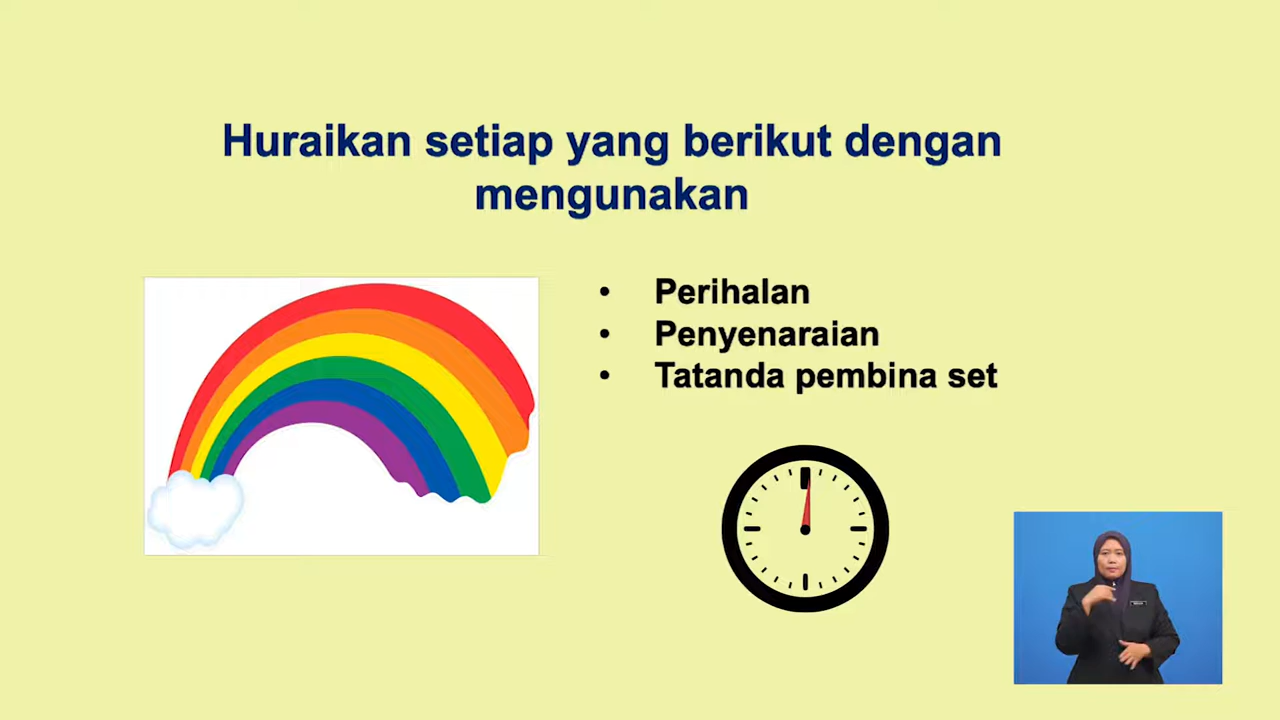 Huraikan setiap yang berikut dengan
mengunakan
• Perihalan
• Penyenaraian
• Tatanda pembina set